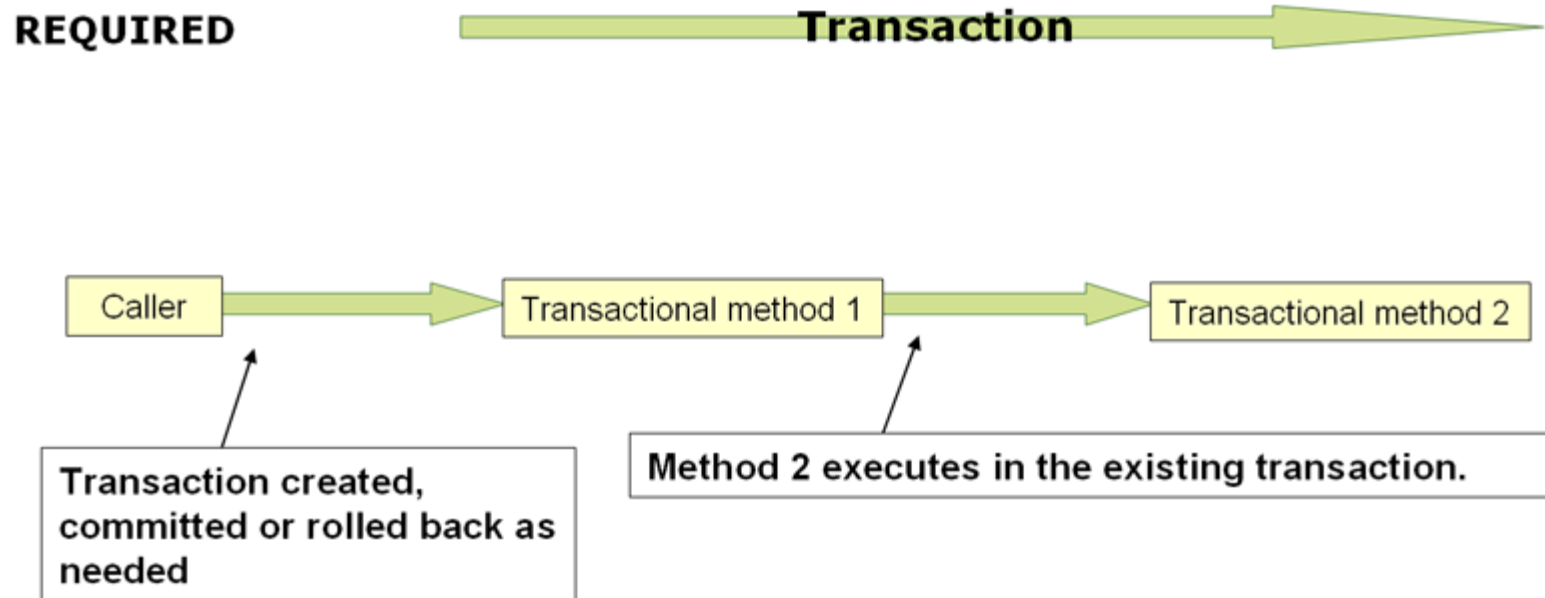 REQUIRED
Transaction
Caller
Transactional method 1
Transactional method 2
Transaction created,
committed or rolled back as
needed
Method 2 executes in the existing transaction.